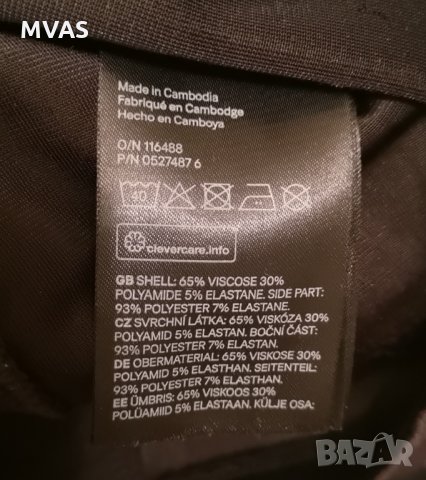 MVAS
Made in Cambodia
Fabriqué en Cambodge
Hecho en Camboya
O/N 116488
P/N 0527487 6
40
clevercare.info
GB SHELL: 65% VISCOSE 30%
POLYAMIDE 5% ELASTANE. SIDE PART:
93% POLYESTER 7% ELASTANE.
CZ SVRCHNÍ LÁTKA: 65% VISKÓZA 30%
POLYAMID 5% ELASTAN. BOČNÍ ČÁST:
93% POLYESTER 7% ELASTAN.
DE OBERMATERIAL: 65% VISKOSE 30%
POLYAMID 5% ELASTHAN. SEITENTEIL:
93% POLYESTER 7% ELASTHAN.
EE ÜMBRIS: 65% VISKOOS 30%
POLÜAMIID 5% ELASTAAN. KÜLJE OSA:
BAZAR